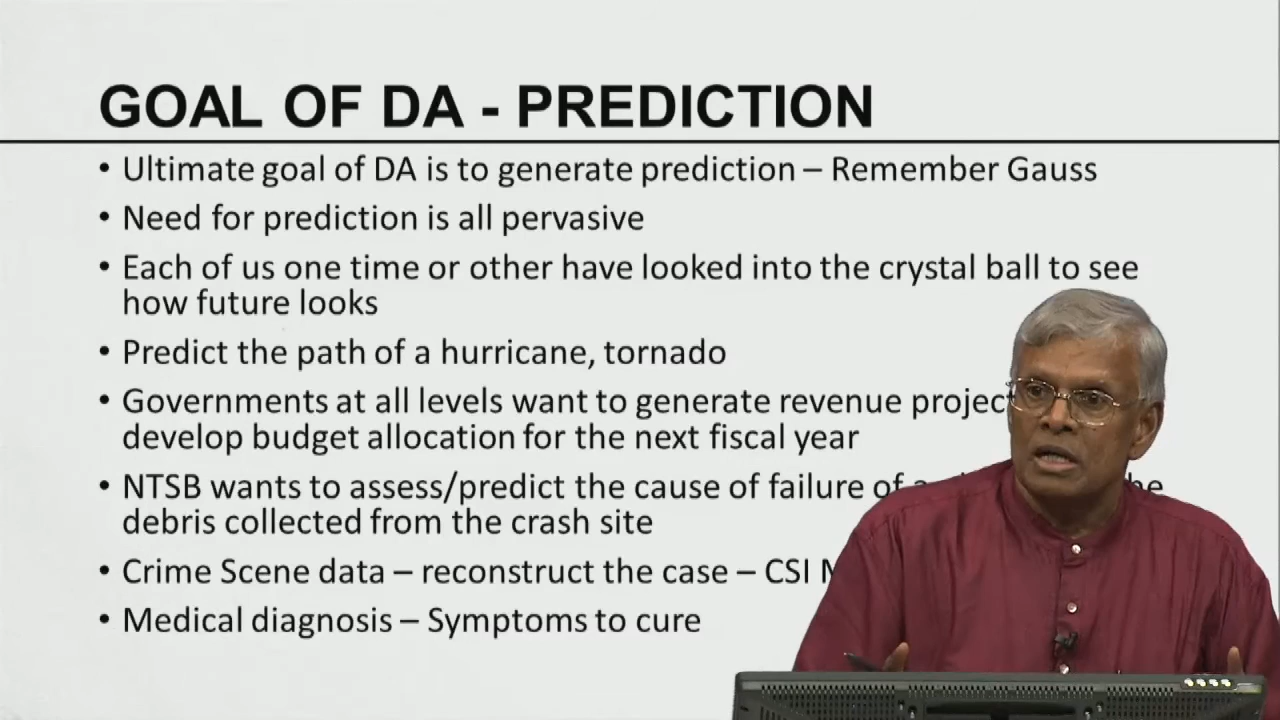 GOAL OF DA - PREDICTION
• Ultimate goal of DA is to generate prediction – Remember Gauss
• Need for prediction is all pervasive
• Each of us one time or other have looked into the crystal ball to see
how future looks
• Predict the path of a hurricane, tornado
• Governments at all levels want to generate revenue
develop budget allocation for the next fiscal year
• NTSB wants to assess/predict the cause of failure of
debris collected from the crash site
• Crime Scene data – reconstruct the case – CSI
• Medical diagnosis – Symptoms to cure